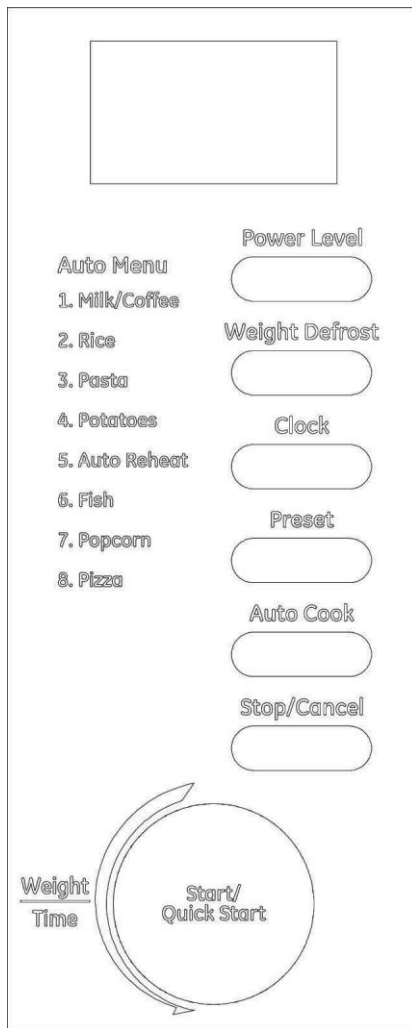 Power Level
Auto Menu
1. Milk/Coffee
2. Rice
3. Pasta
4. Potatoes
5. Auto Reheat
6. Fish
7. Popcorn
8. Pizza
Weight Defrost
Clock
Preset
Auto Cook
Stop/Cancel
Weight
Time
Start/
Quick Start